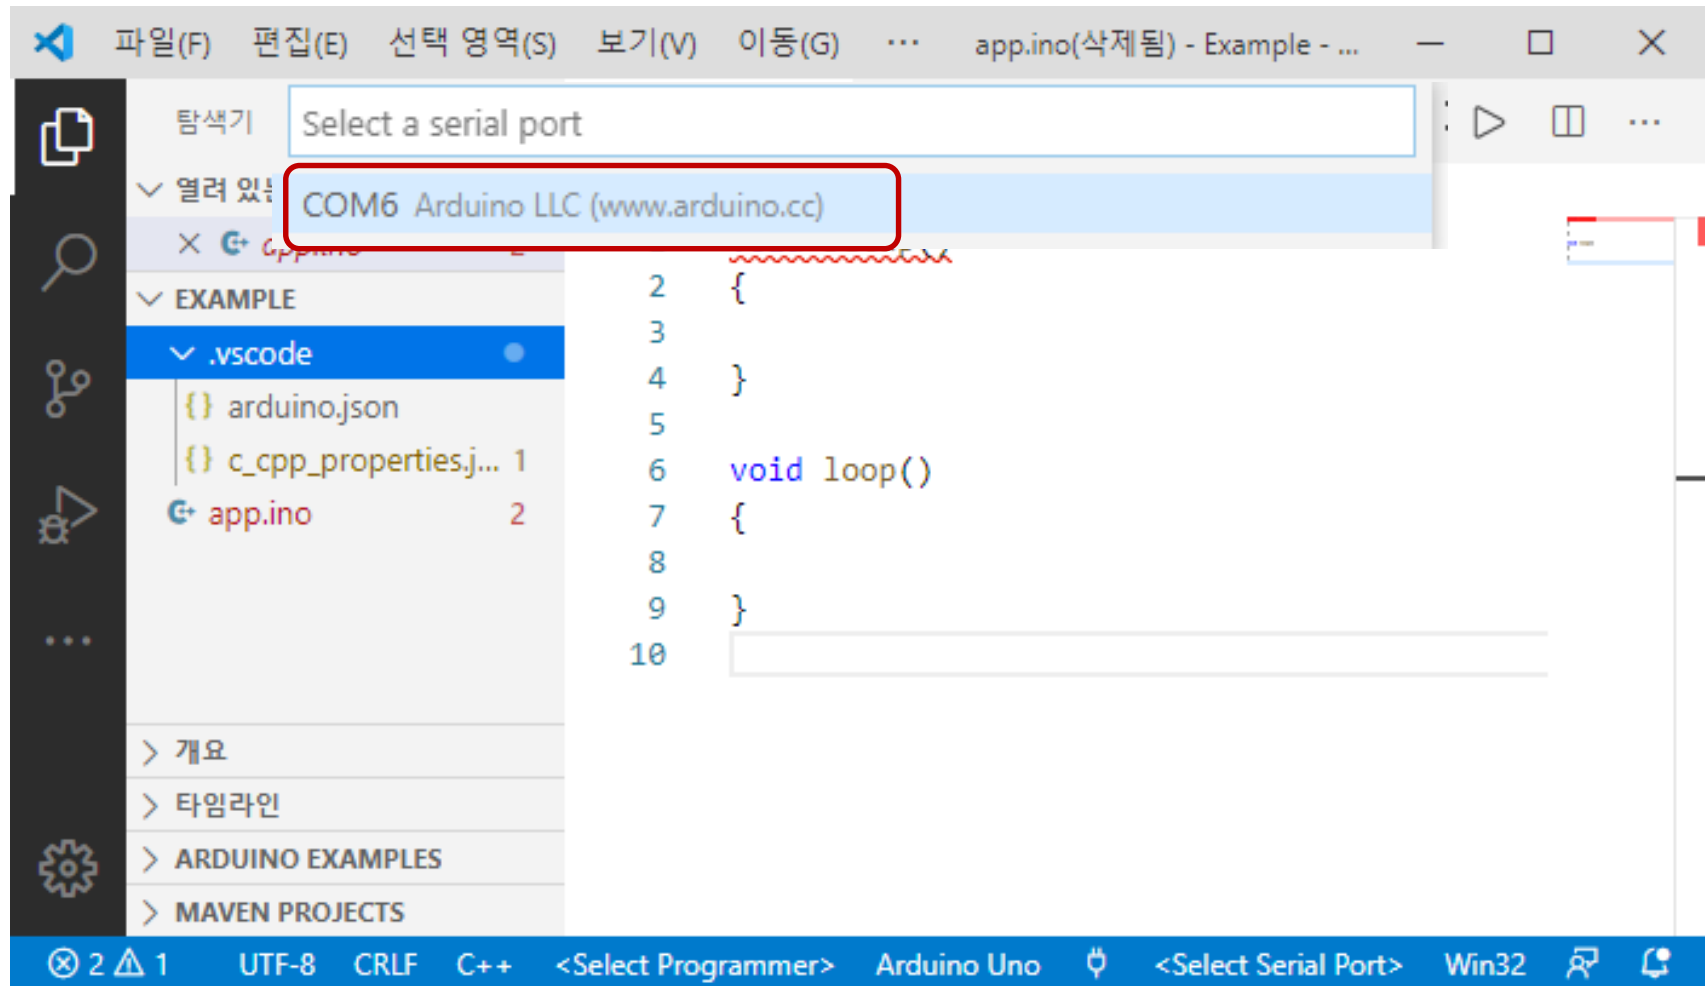 파일(F) 편집(E) 선택 영역(S) 보기(V) 이동(G) ··· app.ino(삭제됨) - Example - ...
탐색기
Select a serial port
열려 있는
COM6 Arduino LLC (www.arduino.cc)
app.ino 2
EXAMPLE
.vscode
{} arduino.json
{} c_cpp_properties.j... 1
app.ino 2
2 {
3
4 }
5
6 void loop()
7 {
8
9 }
10
개요
타임라인
ARDUINO EXAMPLES
MAVEN PROJECTS
2 1 UTF-8 CRLF C++ <Select Programmer> Arduino Uno <Select Serial Port> Win32